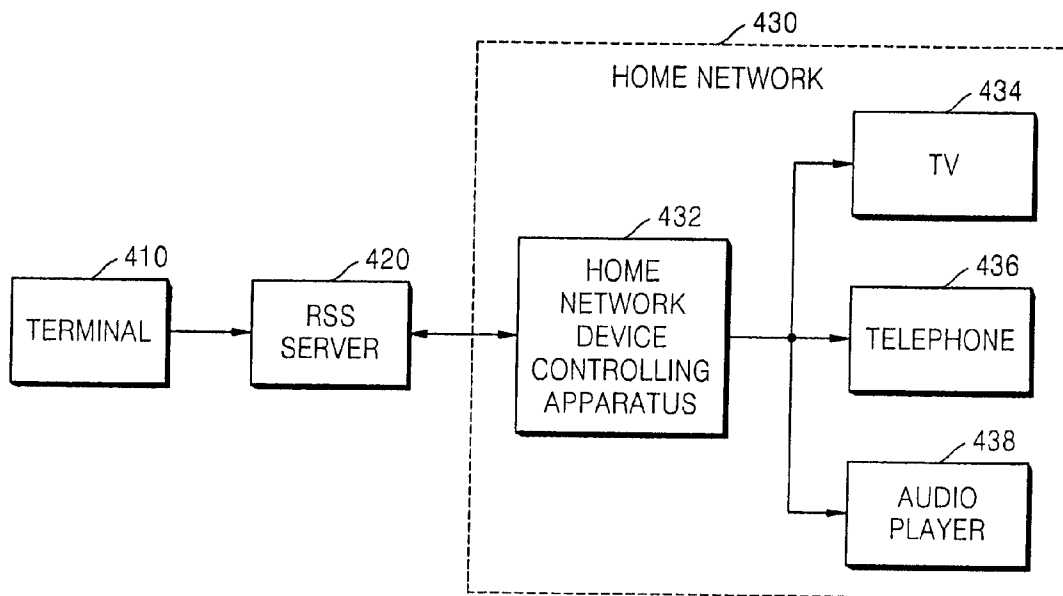 430
HOME NETWORK
434
TV
432
HOME
NETWORK
DEVICE
CONTROLLING
APPARATUS
410
TERMINAL
420
RSS
SERVER
436
TELEPHONE
438
AUDIO
PLAYER